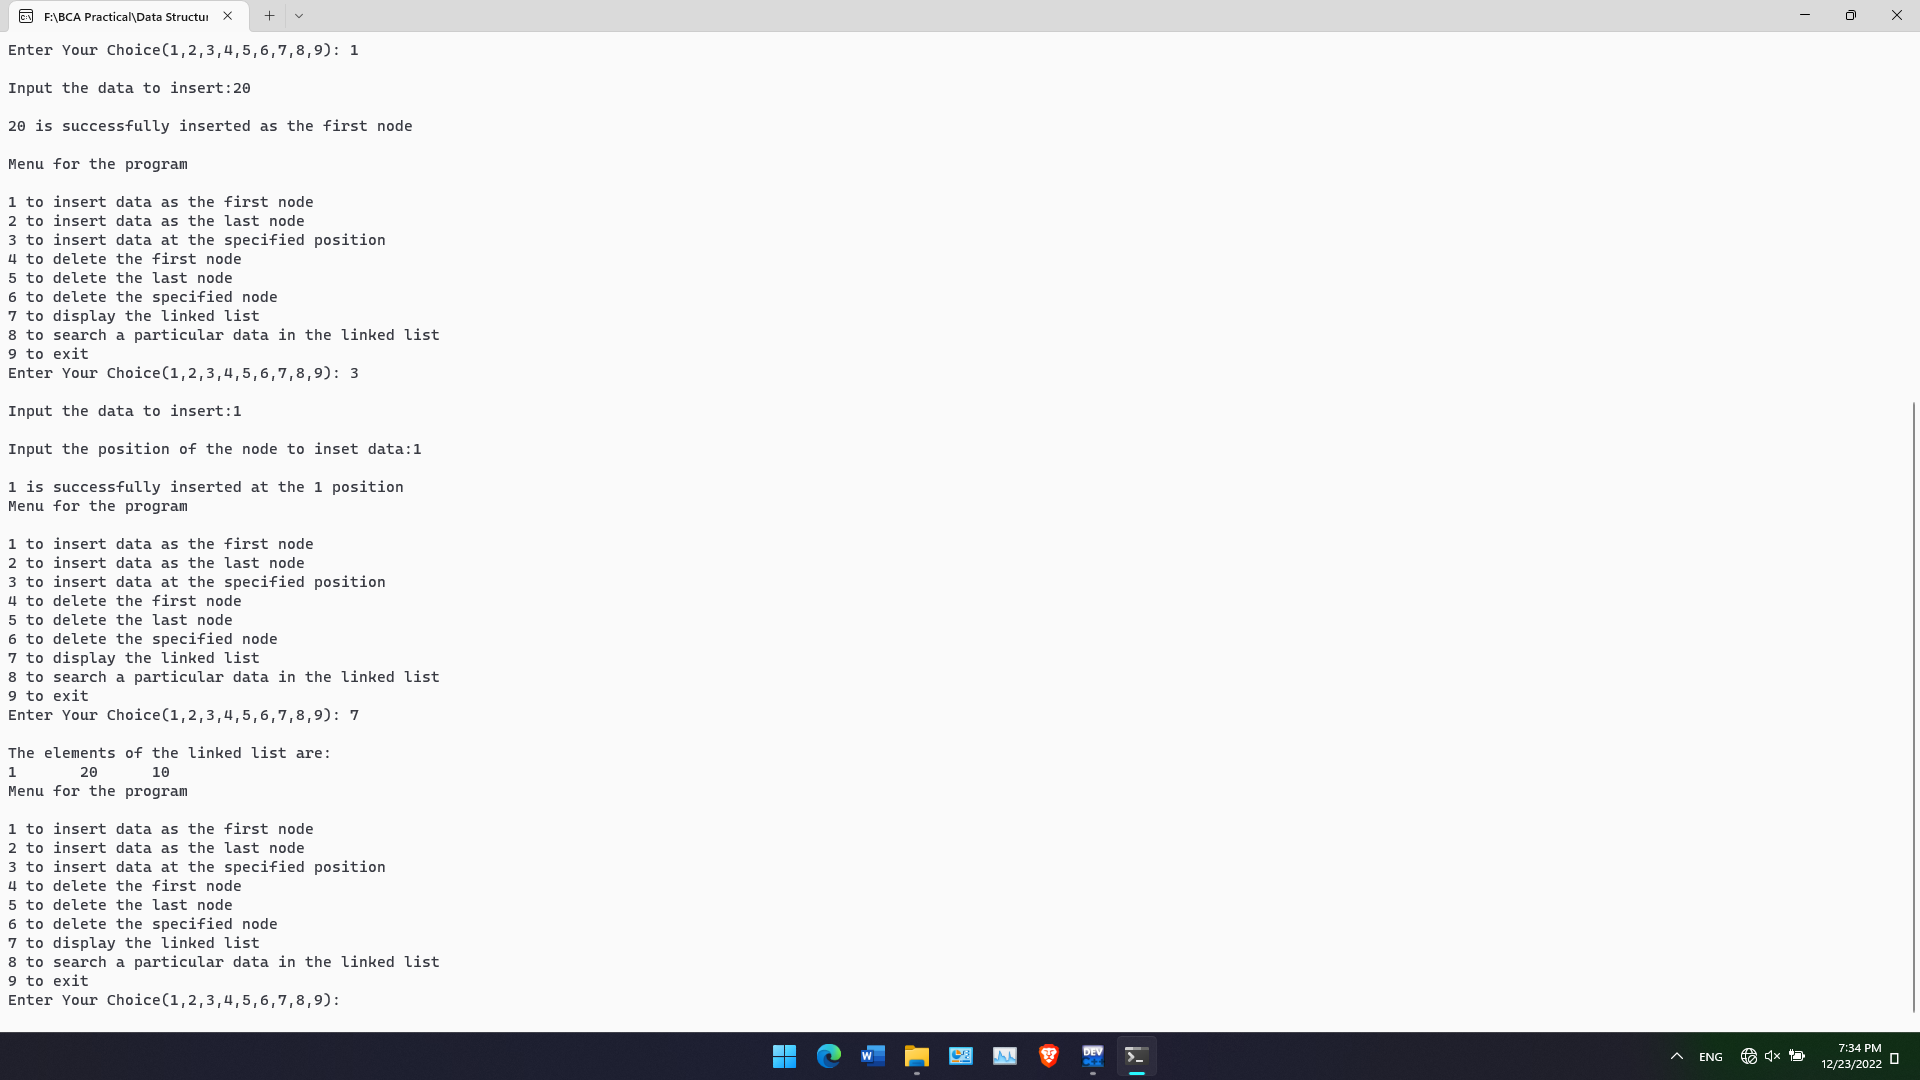 F:\BCA Practical\Data Structu
Enter Your Choice(1,2,3,4,5,6,7,8,9): 1
Input the data to insert:20
20 is successfully inserted as the first node
Menu for the program
1 to insert data as the first node
2 to insert data as the last node
3 to insert data at the specified position
4 to delete the first node
5 to delete the last node
6 to delete the specified node
7 to display the linked list
8 to search a particular data in the linked list
9 to exit
Enter Your Choice(1,2,3,4,5,6,7,8,9): 3
Input the data to insert:1
Input the position of the node to inset data:1
1 is successfully inserted at the 1 position
Menu for the program
1 to insert data as the first node
2 to insert data as the last node
3 to insert data at the specified position
4 to delete the first node
5 to delete the last node
6 to delete the specified node
7 to display the linked list
8 to search a particular data in the linked list
9 to exit
Enter Your Choice(1,2,3,4,5,6,7,8,9): 7
The elements of the linked list are:
1 20 10
Menu for the program
1 to insert data as the first node
2 to insert data as the last node
3 to insert data at the specified position
4 to delete the first node
5 to delete the last node
6 to delete the specified node
7 to display the linked list
8 to search a particular data in the linked list
9 to exit
Enter Your Choice(1,2,3,4,5,6,7,8,9):
W
DEV
C++
ENG
7:34 PM
12/23/2022